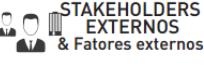 STAKEHOLDERS
EXTERNOS
& Fatores externos